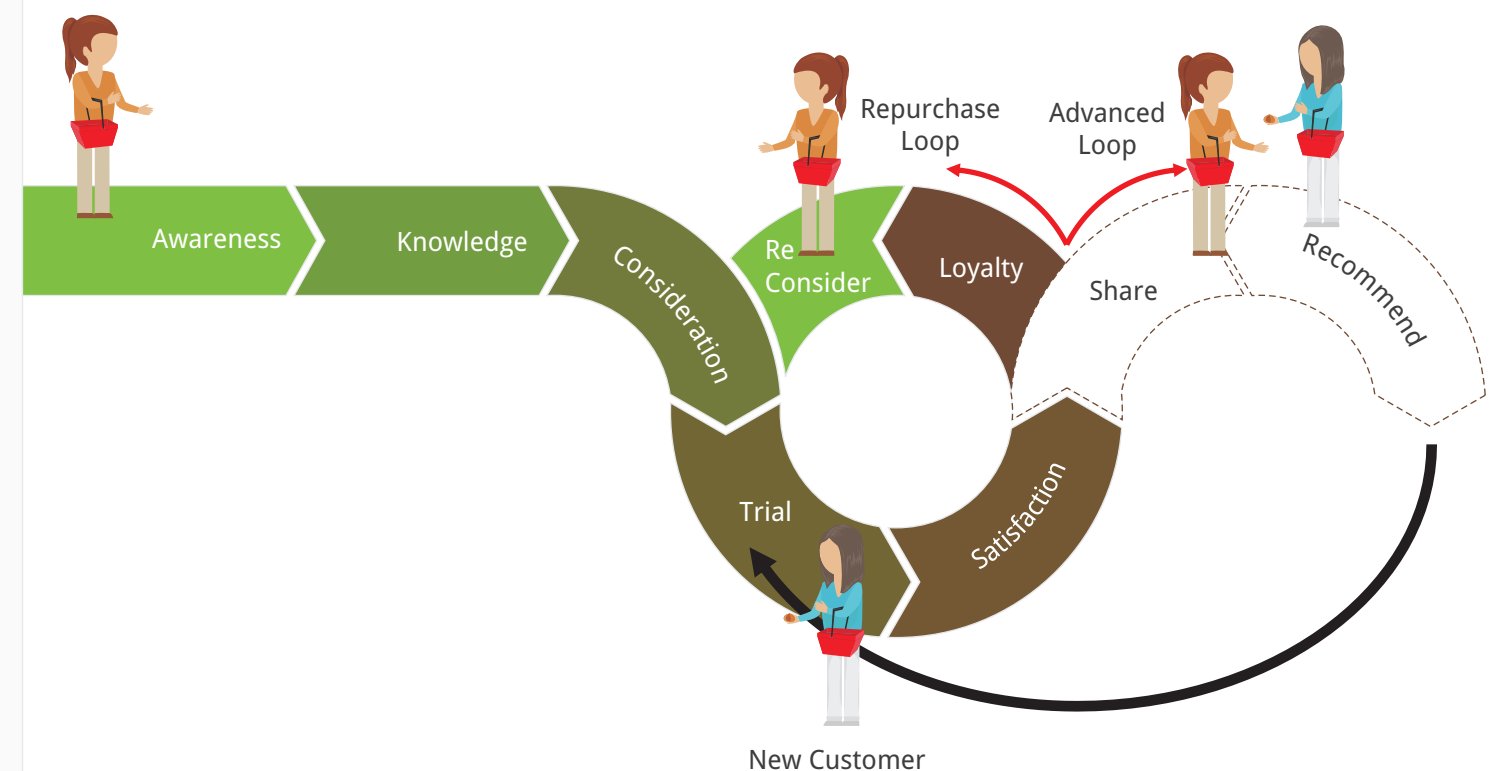 Repurchase
Loop
Advanced
Loop
Awareness
Knowledge
Consideration
Re
Consider
Loyalty
Share
Recommend
Trial
Satisfaction
New Customer